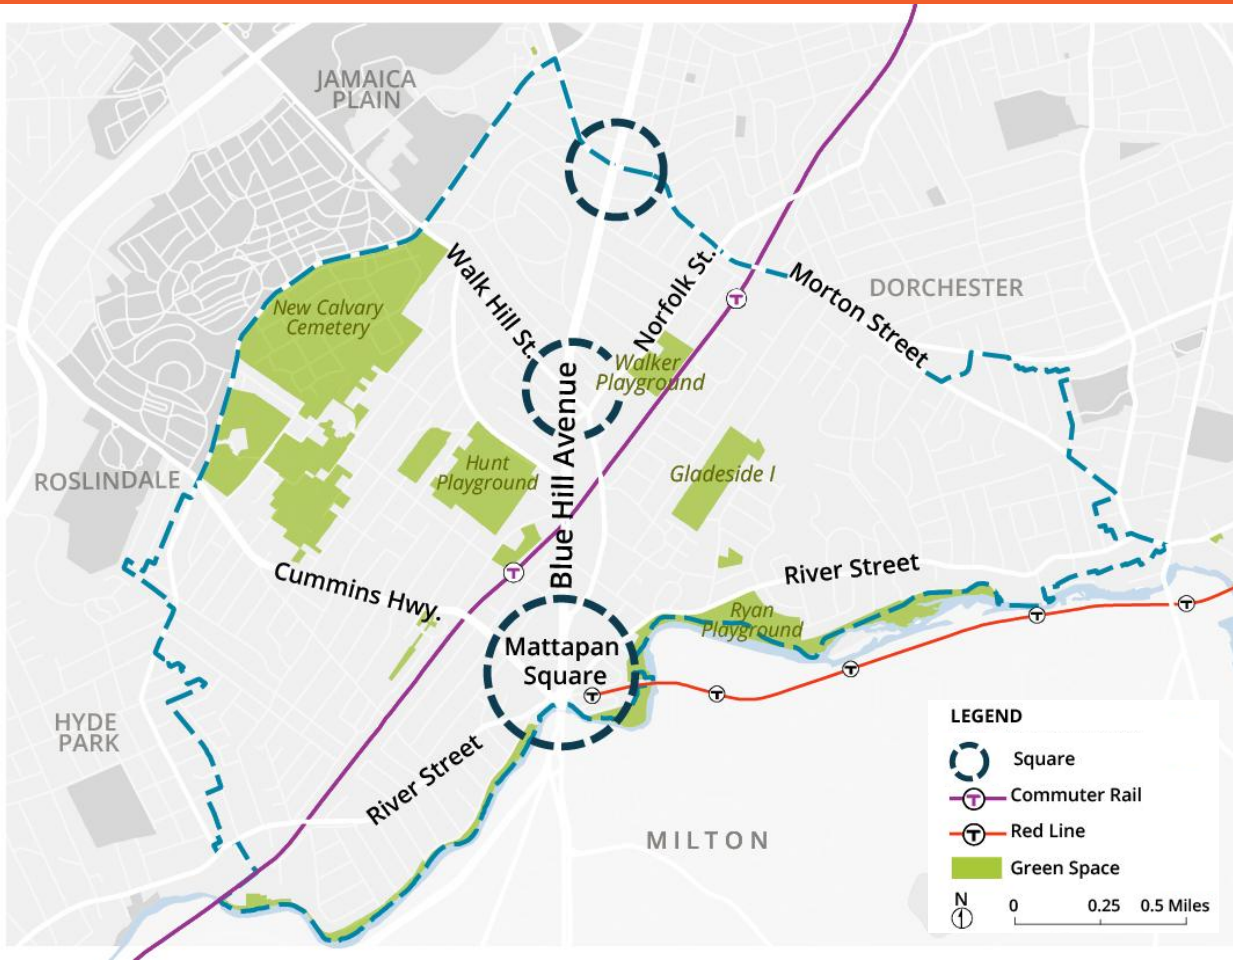 JAMAICA
PLAIN
Walk Hill St.
Norfolk St.
Morton Street
DORCHESTER
New Calvary
Cemetery
Walker
Playground
Blue Hill Avenue
ROSLINDALE
Hunt
Playground
Gladeside I
Cummins Hwy.
River Street
Ryan
Playground
Mattapan
Square
T
T
T
T
T
T
T
HYDE
PARK
River Street
MILTON
LEGEND
Square
T Commuter Rail
T Red Line
Green Space
N
0 0.25 0.5 Miles